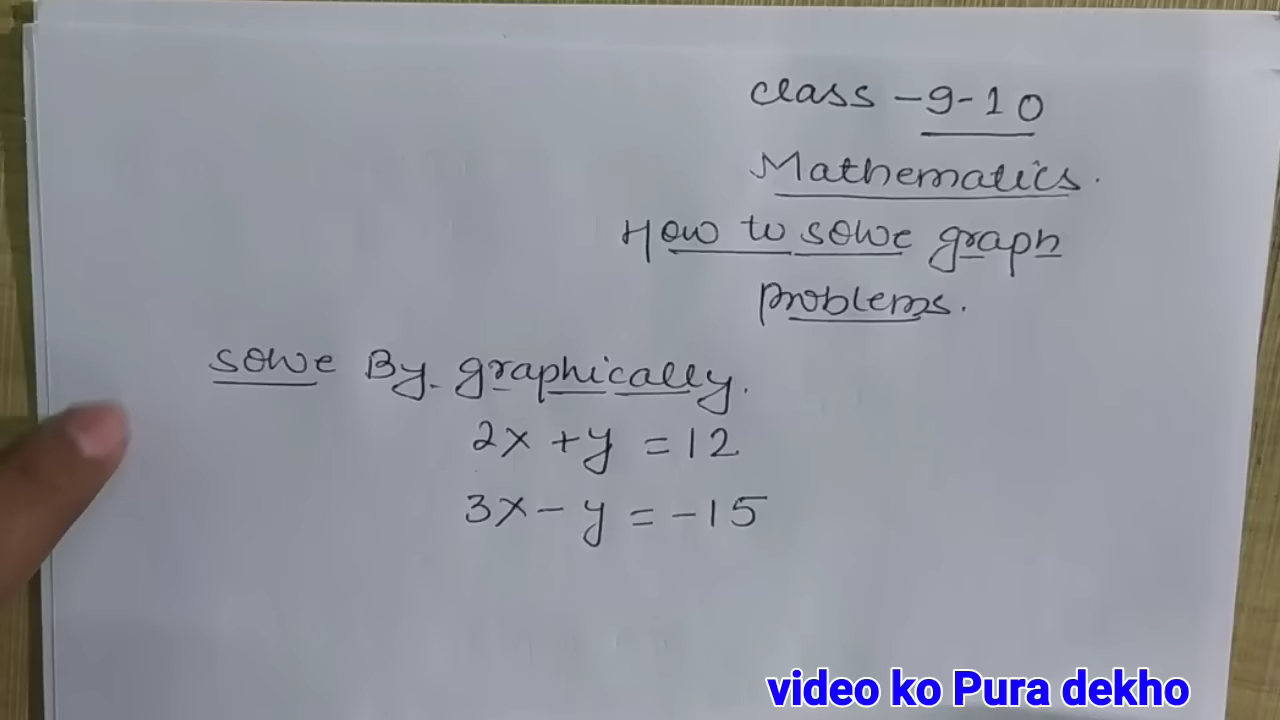 class - 9-10
Mathematics.
How to solve graph
problems.
solve By graphically.
2x + y = 12
3x - y = -15
video ko Pura dekho